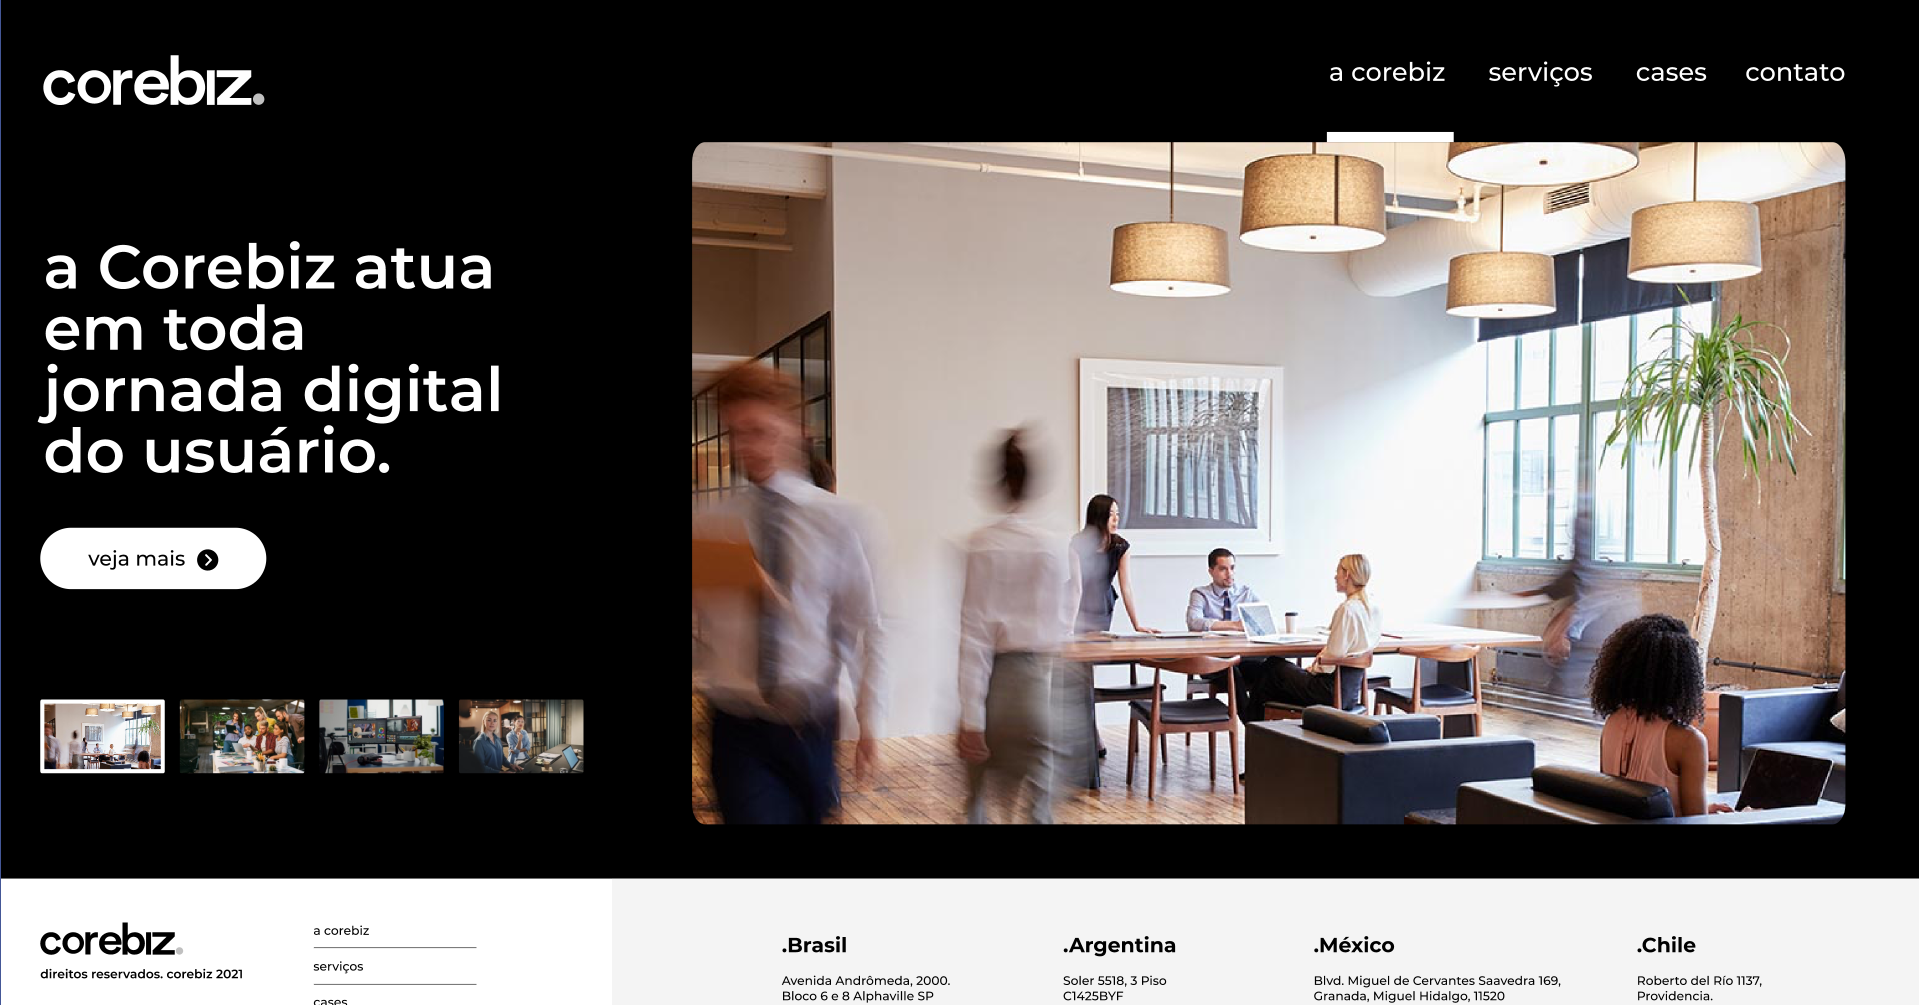 corebiz.
a corebiz serviços cases contato
a Corebiz atua
em toda
jornada digital
do usuário.
veja mais
corebiz.
direitos reservados. corebiz 2021
a corebiz
serviços
cases
.Brasil
Avenida Andrômeda, 2000.
Bloco 6 e 8 Alphaville SP
.Argentina
Soler 5518, 3 Piso
C1425BYF
.México
Blvd. Miguel de Cervantes Saavedra 169,
Granada, Miguel Hidalgo, 11520
.Chile
Roberto del Río 1137,
Providencia.